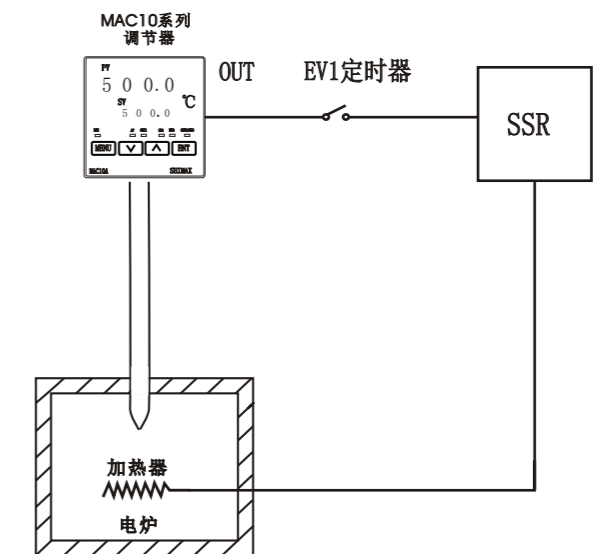 MAC10系列
调节器
PV
500.0
℃
SV
500.0
MENU
ENT
MAC10A
SHIMAX
OUT
EV1定时器
SSR
加热器
电炉